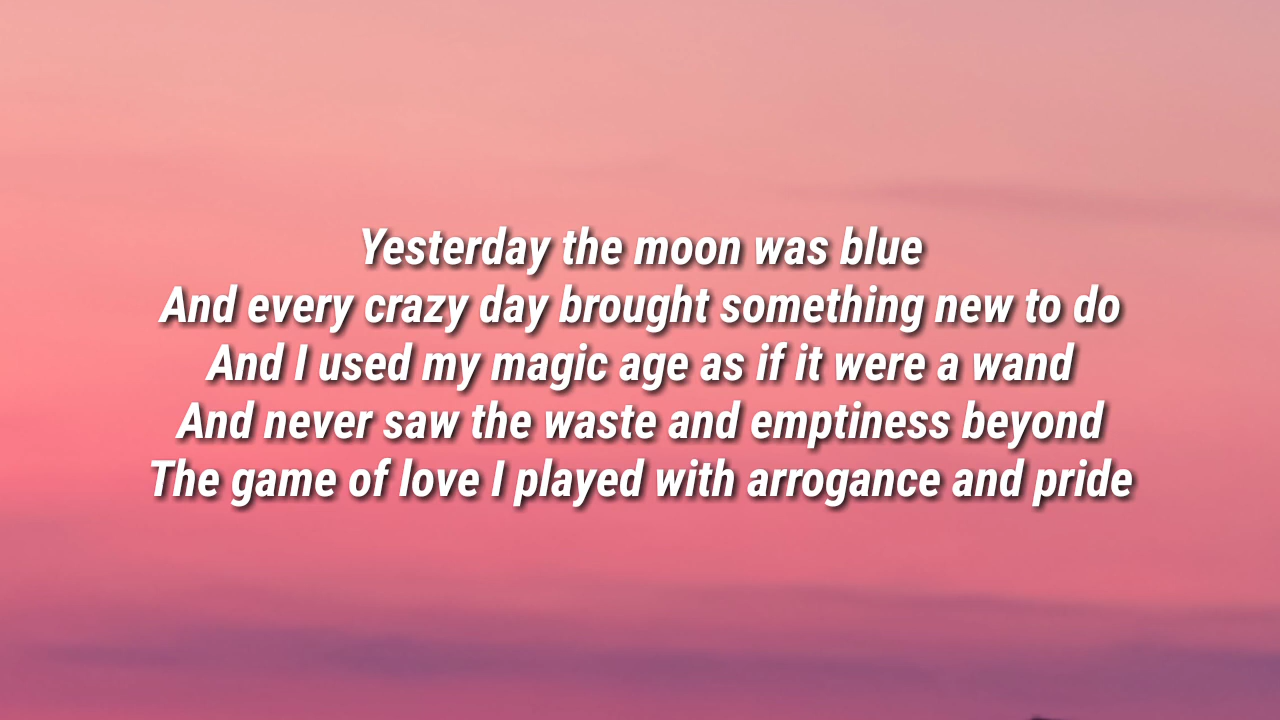 Yesterday the moon was blue
And every crazy day brought something new to do
And I used my magic age as if it were a wand
And never saw the waste and emptiness beyond
The game of love I played with arrogance and pride